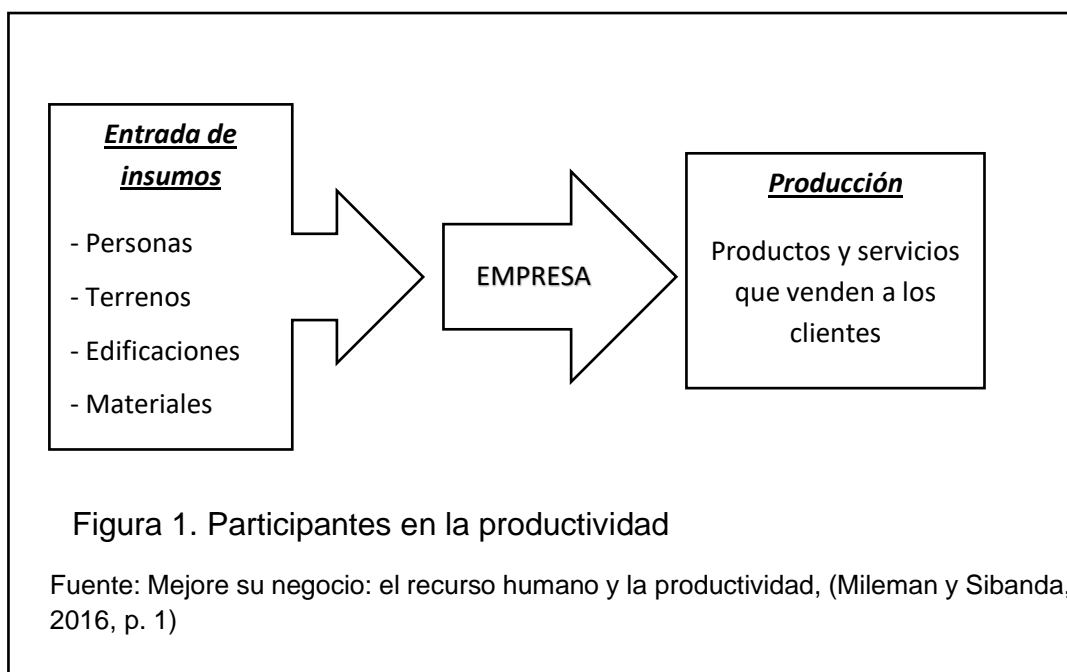 Entrada de
insumos
- Personas
- Terrenos
- Edificaciones
- Materiales
EMPRESA
Producción
Productos y servicios
que venden a los
clientes
Figura 1. Participantes en la productividad
Fuente: Mejore su negocio: el recurso humano y la productividad, (Mileman y Sibanda,
2016, p. 1)